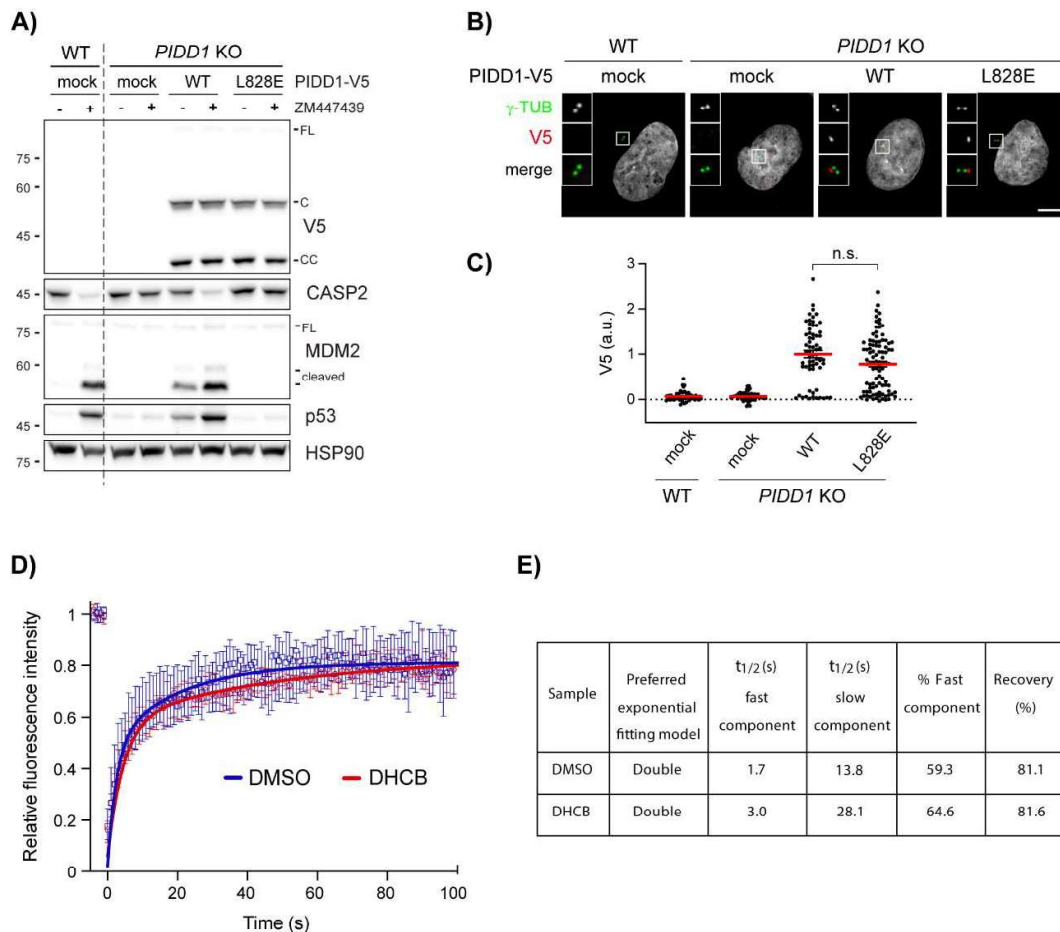 A)
WT
PIDD1 KO
mock
mock
WT
L828E
PIDD1-V5
- + - + - + - +
ZM447439
FL
75
60
C
V5
45
CC
45
CASP2
75
FL
MDM2
60
cleaved
p53
45
HSP90
75
B)
WT
PIDD1 KO
PIDD1-V5
mock
mock
WT
L828E
γ-TUB
V5
merge
C)
n.s.
3
2
1
0
V5 (a.u.)
mock
mock
WT
L828E
WT
PIDD1 KO
D)
1
0.8
0.6
0.4
0.2
0
Relative fluorescence intensity
DMSO
DHCB
0 20 40 60 80 100
Time (s)
E)
Sample
Preferred
exponential
fitting model
t1/2 (s)
fast
component
t1/2 (s)
slow
component
% Fast
component
Recovery
(%)
DMSO Double 1.7 13.8 59.3 81.1
DHCB Double 3.0 28.1 64.6 81.6